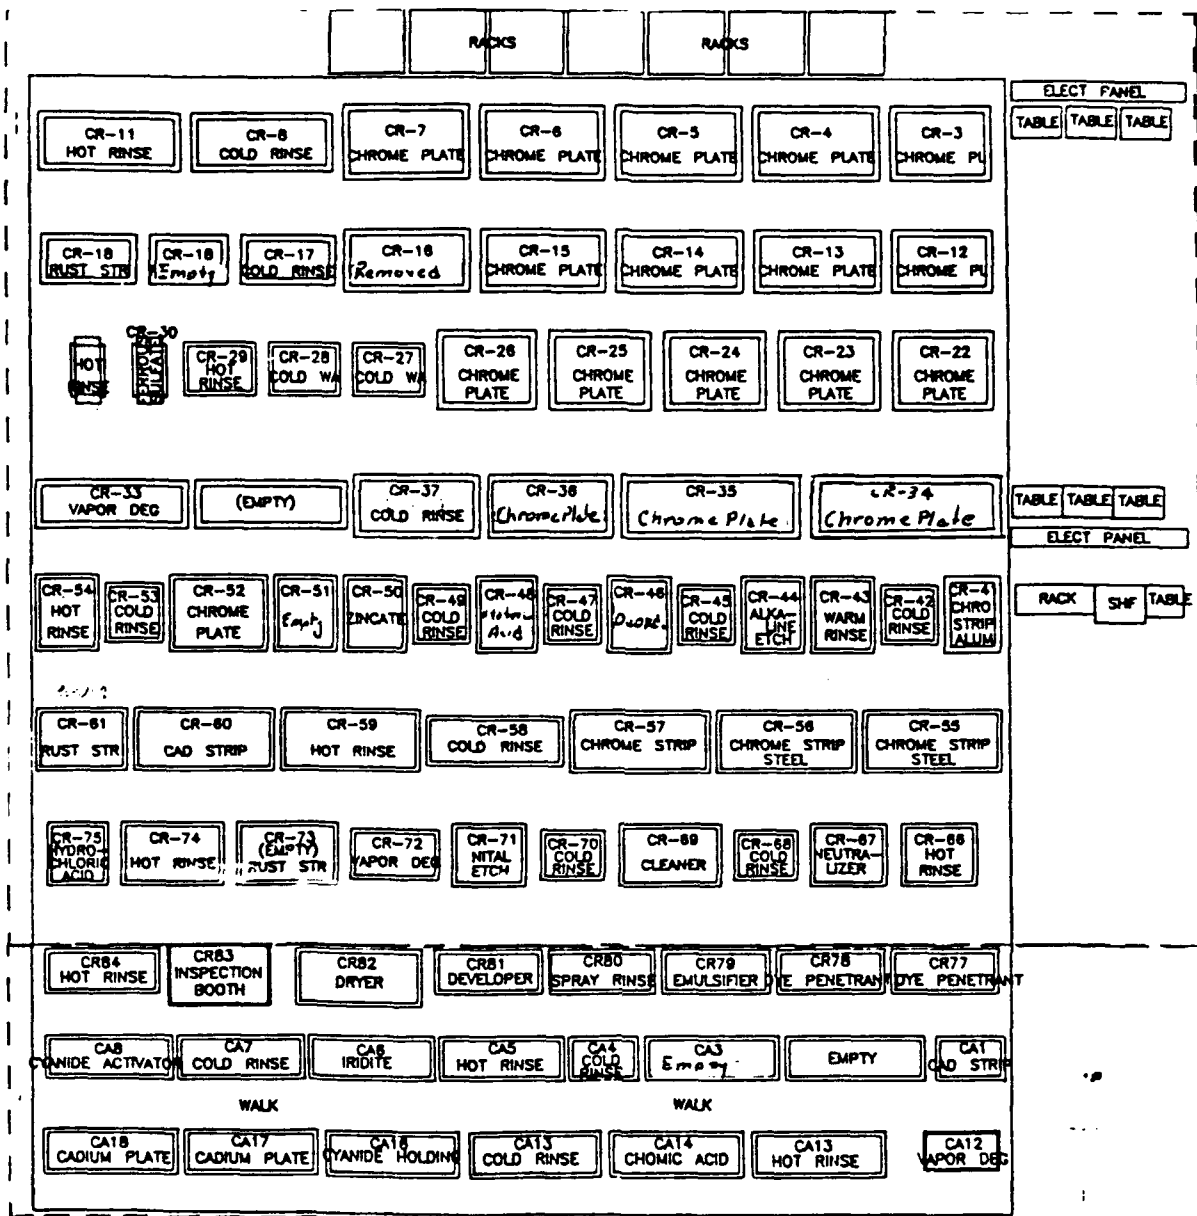 RACKS
RACKS
ELECT PANEL
TABLE
TABLE
TABLE
CR-11
HOT RINSE
CR-8
COLD RINSE
CR-7
CHROME PLATE
CR-6
CHROME PLATE
CR-5
CHROME PLATE
CR-4
CHROME PLATE
CR-3
CHROME PL
CR-18
RUST STR
CR-18
Empty
CR-17
COLD RINSE
CR-16
Removed
CR-15
CHROME PLATE
CR-14
CHROME PLATE
CR-13
CHROME PLATE
CR-12
CHROME PL
HOT
RINSE
CR-30
CR-29
HOT
RINSE
CR-28
COLD WA
CR-27
COLD WA
CR-26
CHROME
PLATE
CR-25
CHROME
PLATE
CR-24
CHROME
PLATE
CR-23
CHROME
PLATE
CR-22
CHROME
PLATE
CR-33
VAPOR DEG
(EMPTY)
CR-37
COLD RINSE
CR-36
Chrome Plate
CR-35
Chrome Plate
CR-34
Chrome Plate
TABLE
TABLE
TABLE
ELECT PANEL
CR-54
HOT
RINSE
CR-53
COLD
RINSE
CR-52
CHROME
PLATE
CR-51
Empty
CR-50
ZINCATE
CR-49
COLD
RINSE
CR-48
Acid
CR-47
COLD
RINSE
CR-46
CR-45
COLD
RINSE
CR-44
ALKA-
LINE
ETCH
CR-43
WARM
RINSE
CR-42
COLD
RINSE
CR-41
CHRO
STRIP
ALUM
RACK
SHF
TABLE
CR-61
RUST STR
CR-60
CAD STRIP
CR-59
HOT RINSE
CR-58
COLD RINSE
CR-57
CHROME STRIP
CR-56
CHROME STRIP
STEEL
CR-55
CHROME STRIP
STEEL
CR-75
HYDRO-
CHLORIC
ACID
CR-74
HOT RINSE
CR-73
(EMPTY)
RUST STR
CR-72
VAPOR DEG
CR-71
NITAL
ETCH
CR-70
COLD
RINSE
CR-69
CLEANER
CR-68
COLD
RINSE
CR-67
NEUTRA-
LIZER
CR-66
HOT
RINSE
CR84
HOT RINSE
CR83
INSPECTION
BOOTH
CR82
DRYER
CR81
DEVELOPER
CR80
SPRAY RINSE
CR79
EMULSIFIER
CR78
DYE PENETRANT
CR77
DYE PENETRANT
CA8
CYANIDE ACTIVATOR
CA7
COLD RINSE
CA6
IRIDITE
CA5
HOT RINSE
CA4
COLD
RINSE
CA3
Empty
EMPTY
CA1
CAD STRIP
WALK
WALK
CA18
CADIUM PLATE
CA17
CADIUM PLATE
CA16
CYANIDE HOLDING
CA13
COLD RINSE
CA14
CHOMIC ACID
CA13
HOT RINSE
CA12
VAPOR DEG